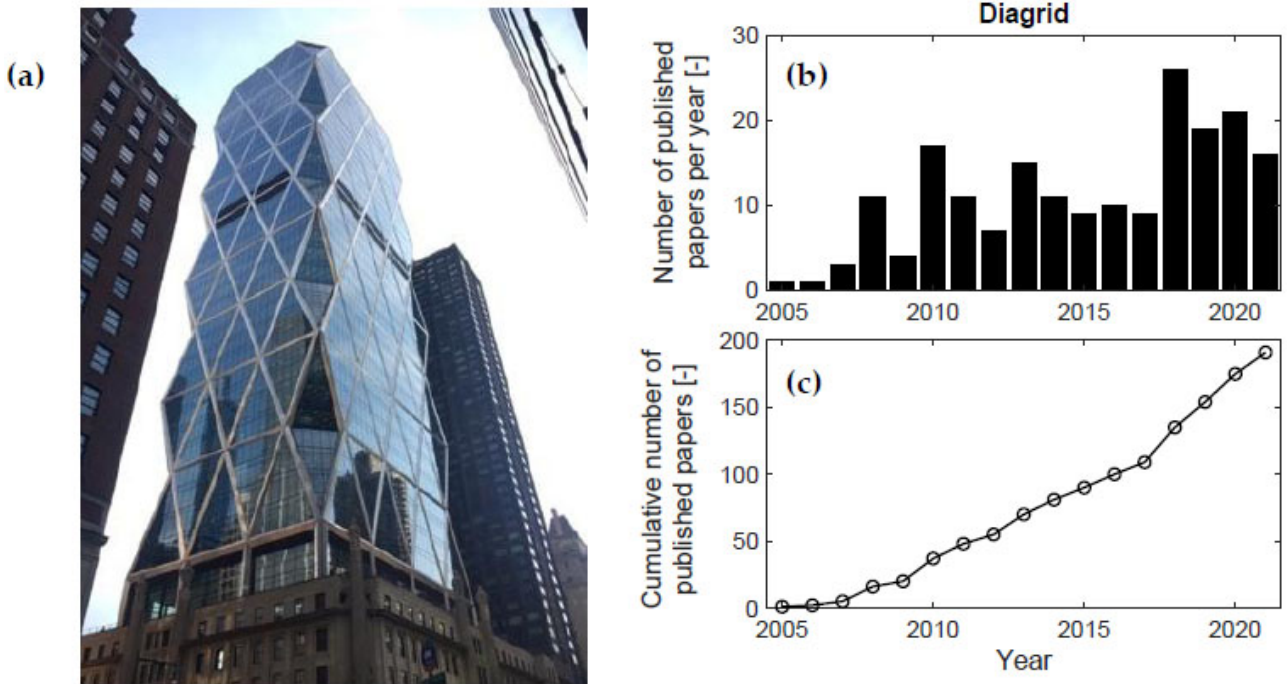 (a)
Diagrid
(b)
Number of published
papers per year [-]
30
20
10
0
2005
2010
2015
2020
(c)
Cumulative number of
published papers [-]
200
150
100
50
0
2005
2010
2015
2020
Year